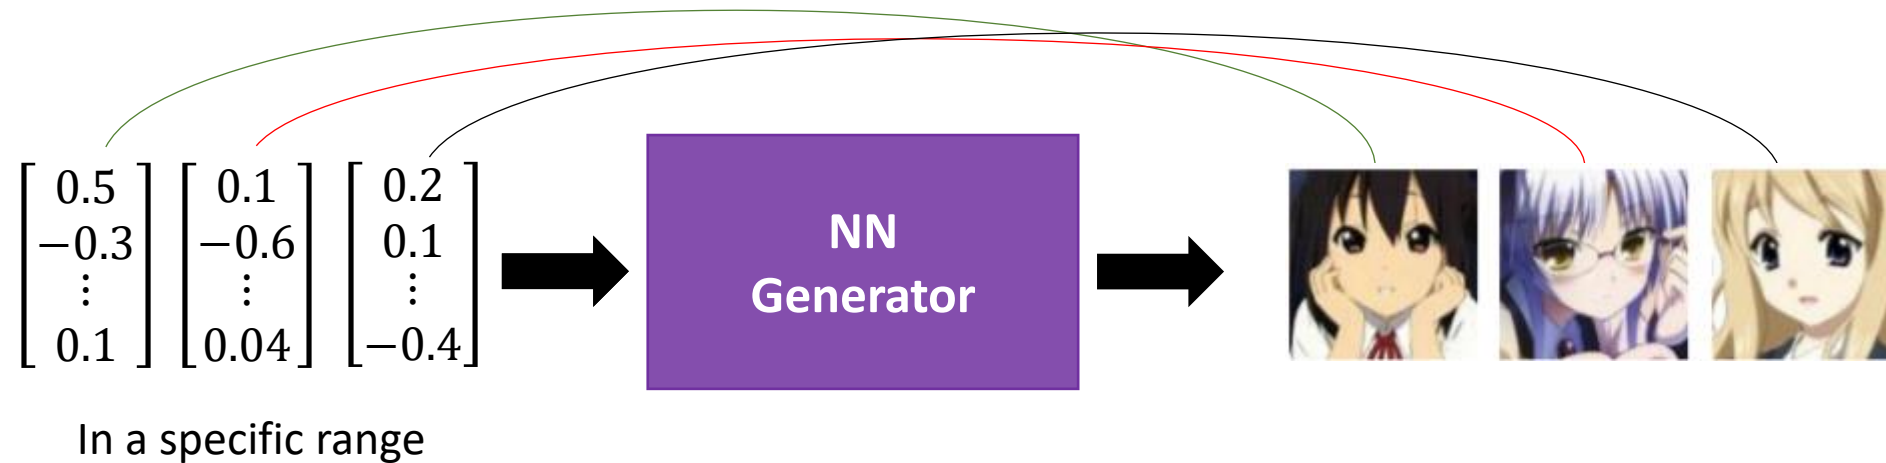 0.5 0.1 0.2
−0.3 −0.6 0.1
⋮ ⋮ ⋮
0.1 0.04 −0.4
NN
Generator
In a specific range